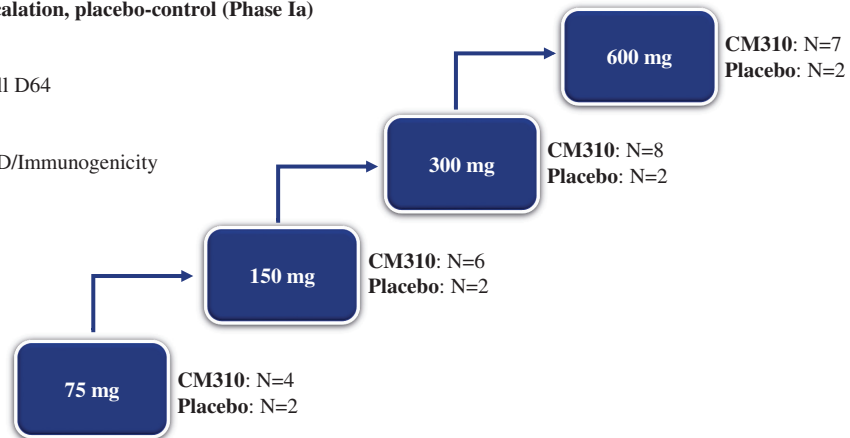 placebo-control (Phase Ia)
D64
600 mg
CM310: N=7
Placebo: N=2
D/Immunogenicity
300 mg
CM310: N=8
Placebo: N=2
150 mg
CM310: N=6
Placebo: N=2
75 mg
CM310: N=4
Placebo: N=2